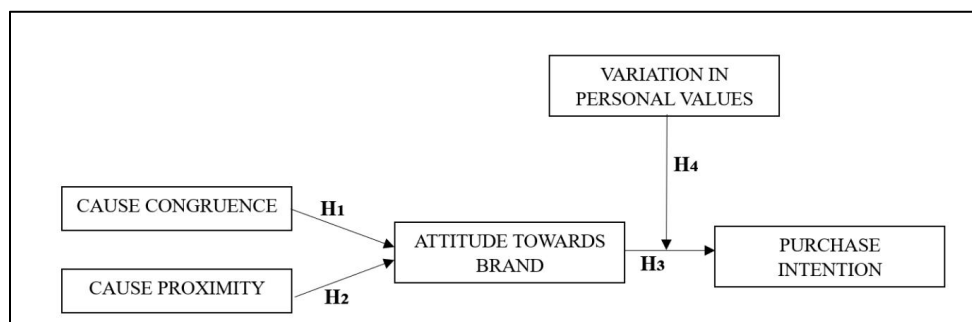 VARIATION IN
PERSONAL VALUES
H4
CAUSE CONGRUENCE
H1
ATTITUDE TOWARDS
BRAND
H3
PURCHASE
INTENTION
CAUSE PROXIMITY
H2